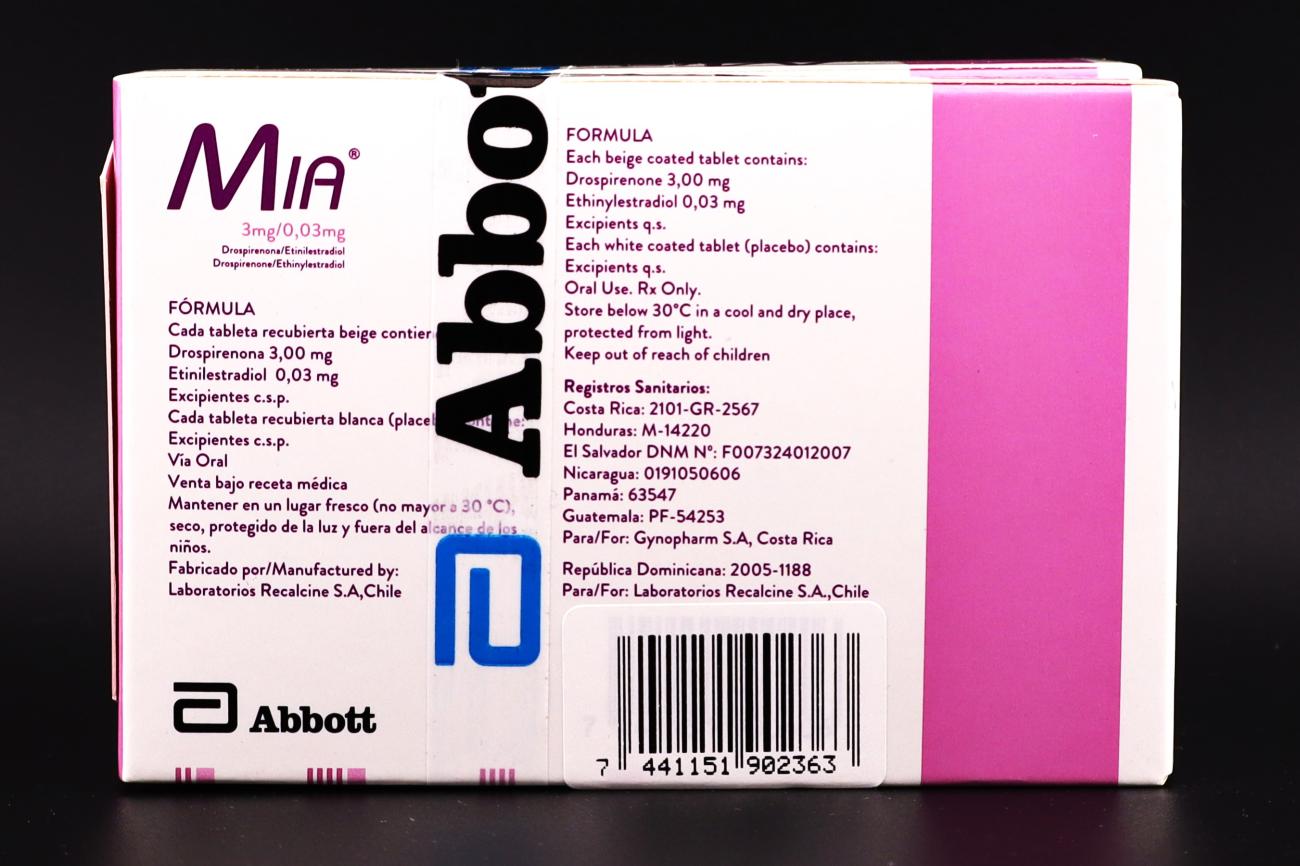 MIA®
3mg/0,03mg
Drospirenona/Etinilestradiol
Drospirenone/Ethinylestradiol
FÓRMULA
Cada tableta recubierta beige
Drospirenona 3,00 mg
Etinilestradiol 0,03 mg
Excipientes c.s.p.
Cada tableta recubierta blanca
Excipientes c.s.p.
Vía Oral
Venta bajo receta médica
Mantener en un lugar fresco (no mayor a 30 °C),
seco, protegido de la luz y fuera del alcance de los
niños.
Fabricado por/Manufactured by:
Laboratorios Recalcine S.A,Chile
Abbott
FORMULA
Each beige coated tablet contains:
Drospirenone 3,00 mg
Ethinylestradiol 0,03 mg
Excipients q.s.
Each white coated tablet (placebo) contains:
Excipients q.s.
Oral Use. Rx Only.
Store below 30°C in a cool and dry place,
protected from light.
Keep out of reach of children
Registros Sanitarios:
Costa Rica: 2101-GR-2567
Honduras: M-14220
El Salvador DNM N°: F007324012007
Nicaragua: 0191050606
Panamá: 63547
Guatemala: PF-54253
Para/For: Gynopharm S.A, Costa Rica
República Dominicana: 2005-1188
Para/For: Laboratorios Recalcine S.A.,Chile
7 441151 902363